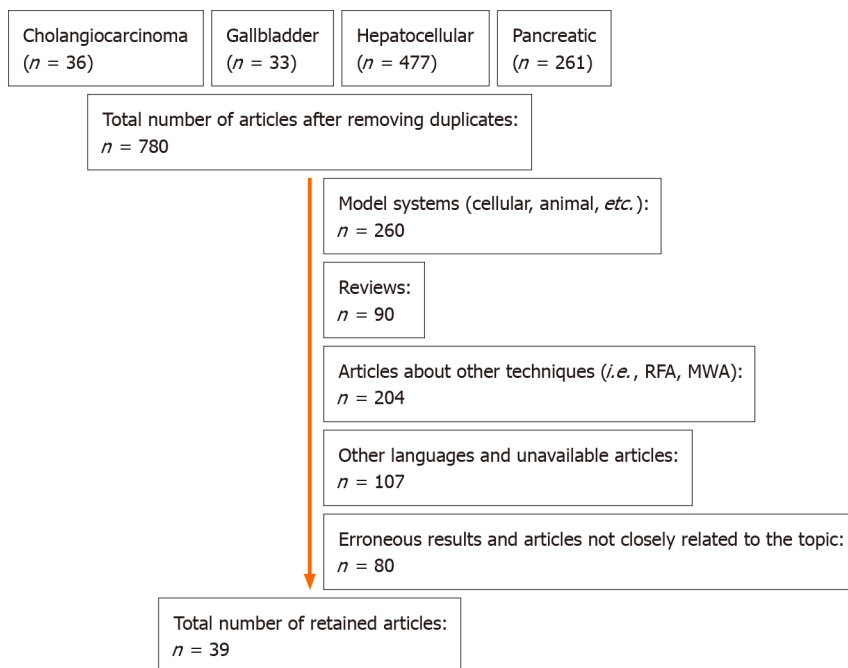 Cholangiocarcinoma
(n = 36)
Gallbladder
(n = 33)
Hepatocellular
(n = 477)
Pancreatic
(n = 261)
Total number of articles after removing duplicates:
n = 780
Model systems (cellular, animal, etc.):
n = 260
Reviews:
n = 90
Articles about other techniques (i.e., RFA, MWA):
n = 204
Other languages and unavailable articles:
n = 107
Erroneous results and articles not closely related to the topic:
n = 80
Total number of retained articles:
n = 39